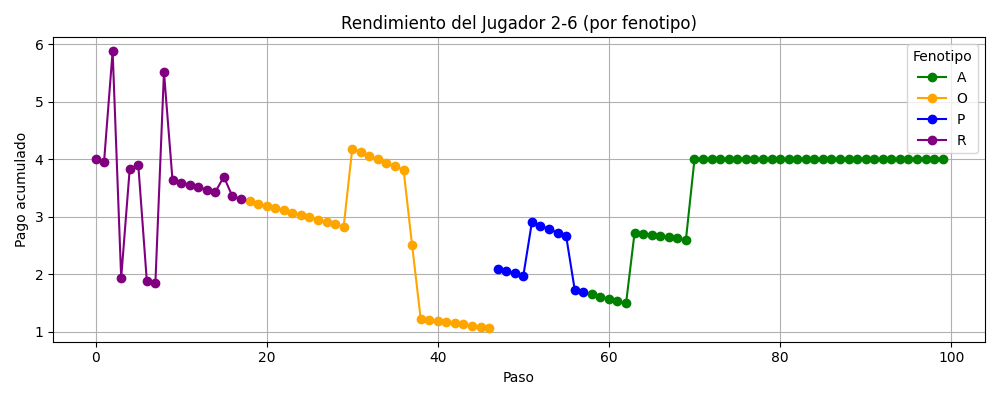 Rendimiento del Jugador 2-6 (por fenotipo)
Pago acumulado
6
5
4
3
2
1
Fenotipo
A
O
P
R
0 20 40 60 80 100
Paso